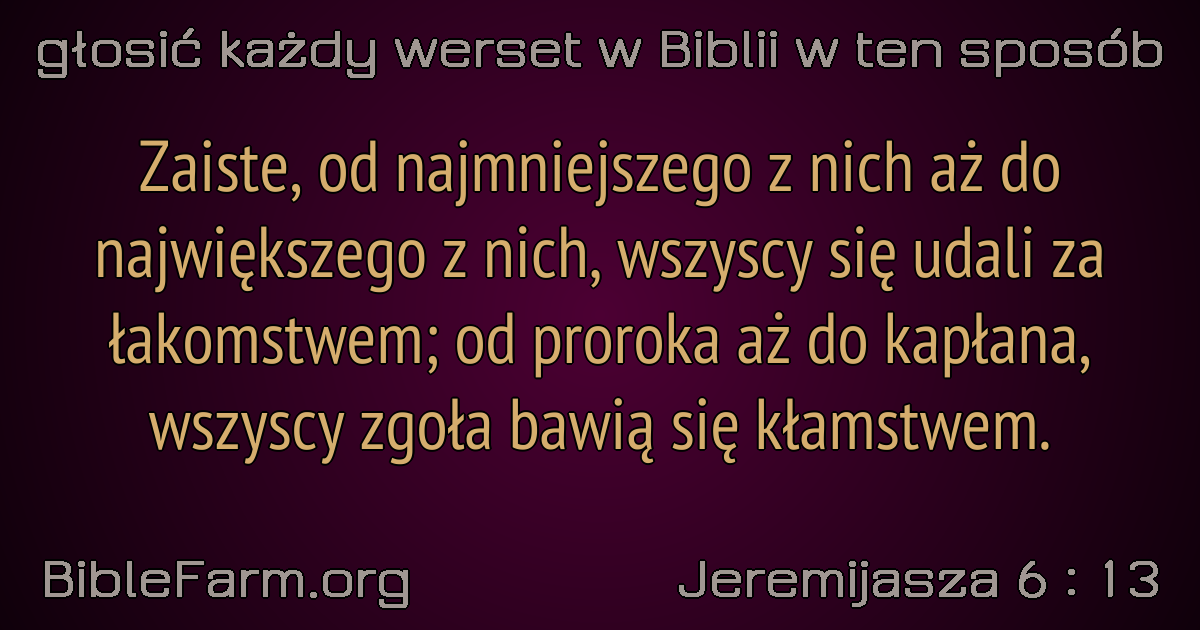 głosić każdy werset w Biblii w ten sposób
Zaiste, od najmniejszego z nich aż do
największego z nich, wszyscy się udali za
łakomstwem; od proroka aż do kapłana,
wszyscy zgoła bawią się kłamstwem.
BibleFarm.org
Jeremijasza 6 : 13